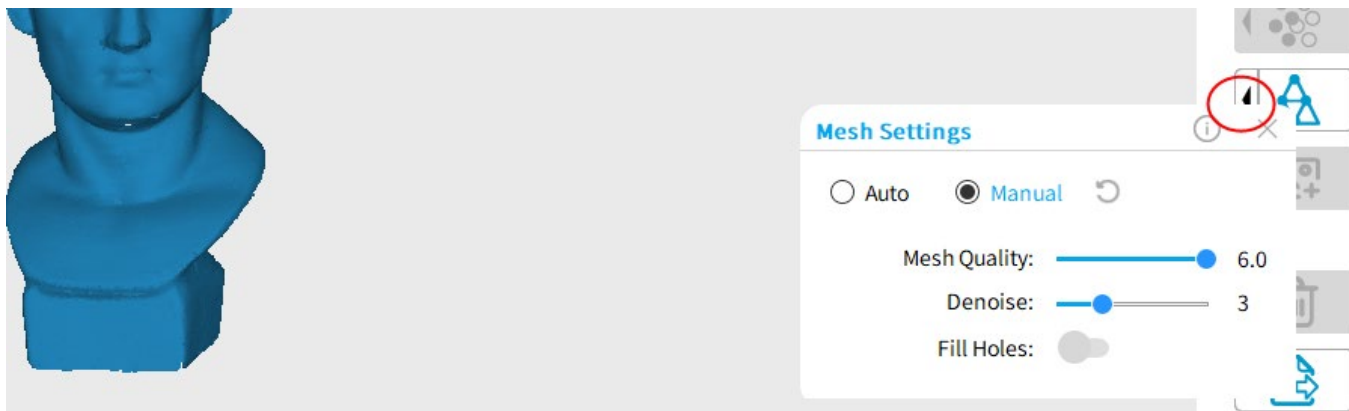 Mesh Settings
Auto Manual
Mesh Quality: 6.0
Denoise: 3
Fill Holes: